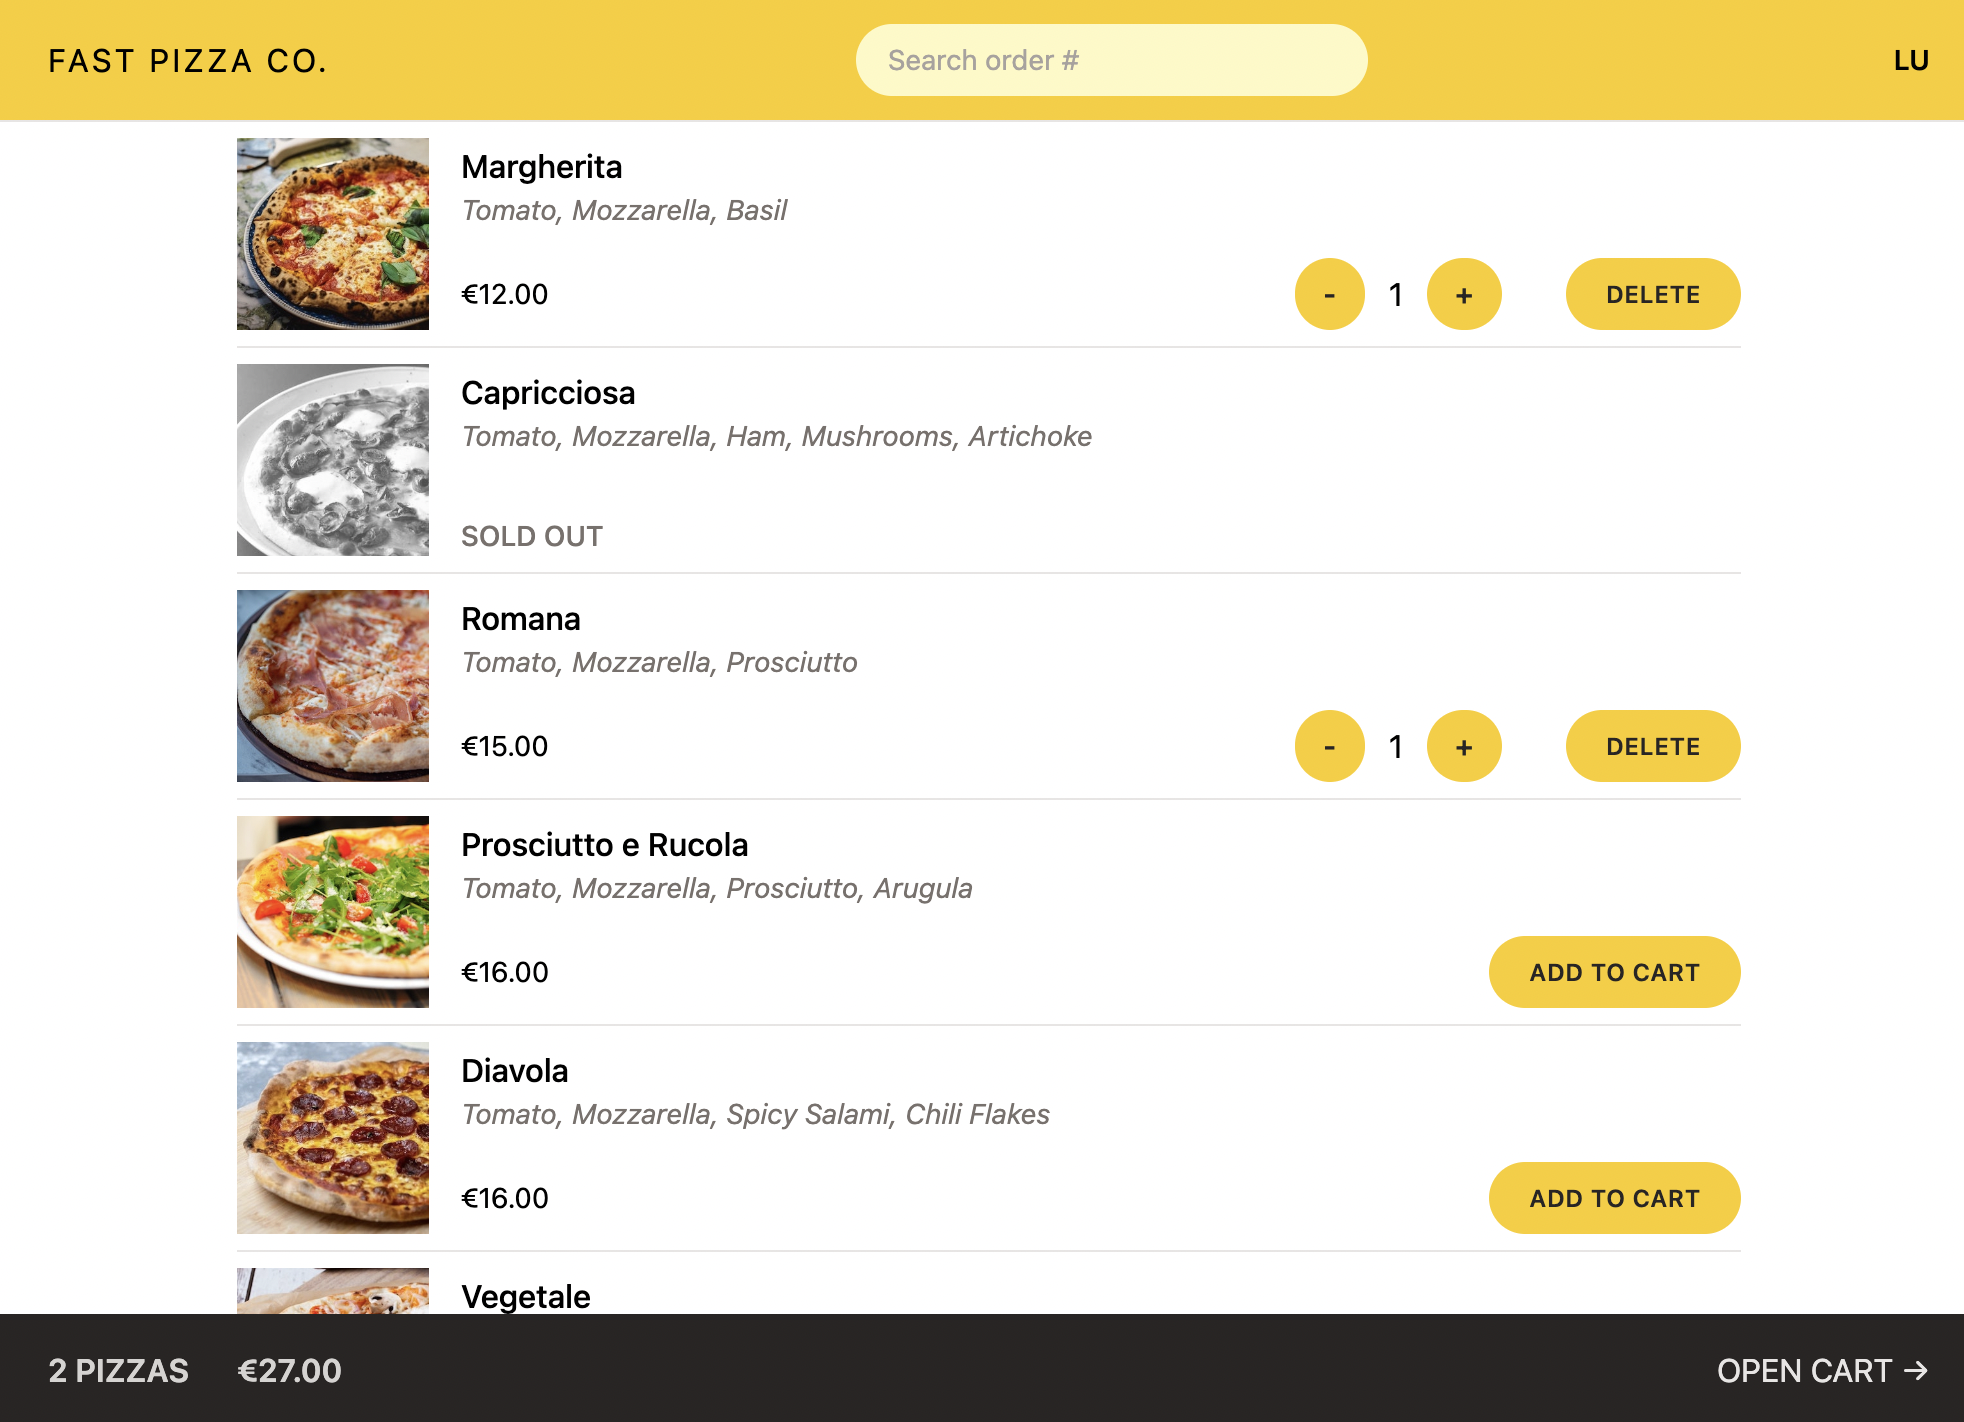 FAST PIZZA CO.
Search order #
LU
Margherita
Tomato, Mozzarella, Basil
€12.00
- 1 + DELETE
Capricciosa
Tomato, Mozzarella, Ham, Mushrooms, Artichoke
SOLD OUT
Romana
Tomato, Mozzarella, Prosciutto
€15.00
- 1 + DELETE
Prosciutto e Rucola
Tomato, Mozzarella, Prosciutto, Arugula
€16.00
ADD TO CART
Diavola
Tomato, Mozzarella, Spicy Salami, Chili Flakes
€16.00
ADD TO CART
Vegetale
2 PIZZAS €27.00
OPEN CART →